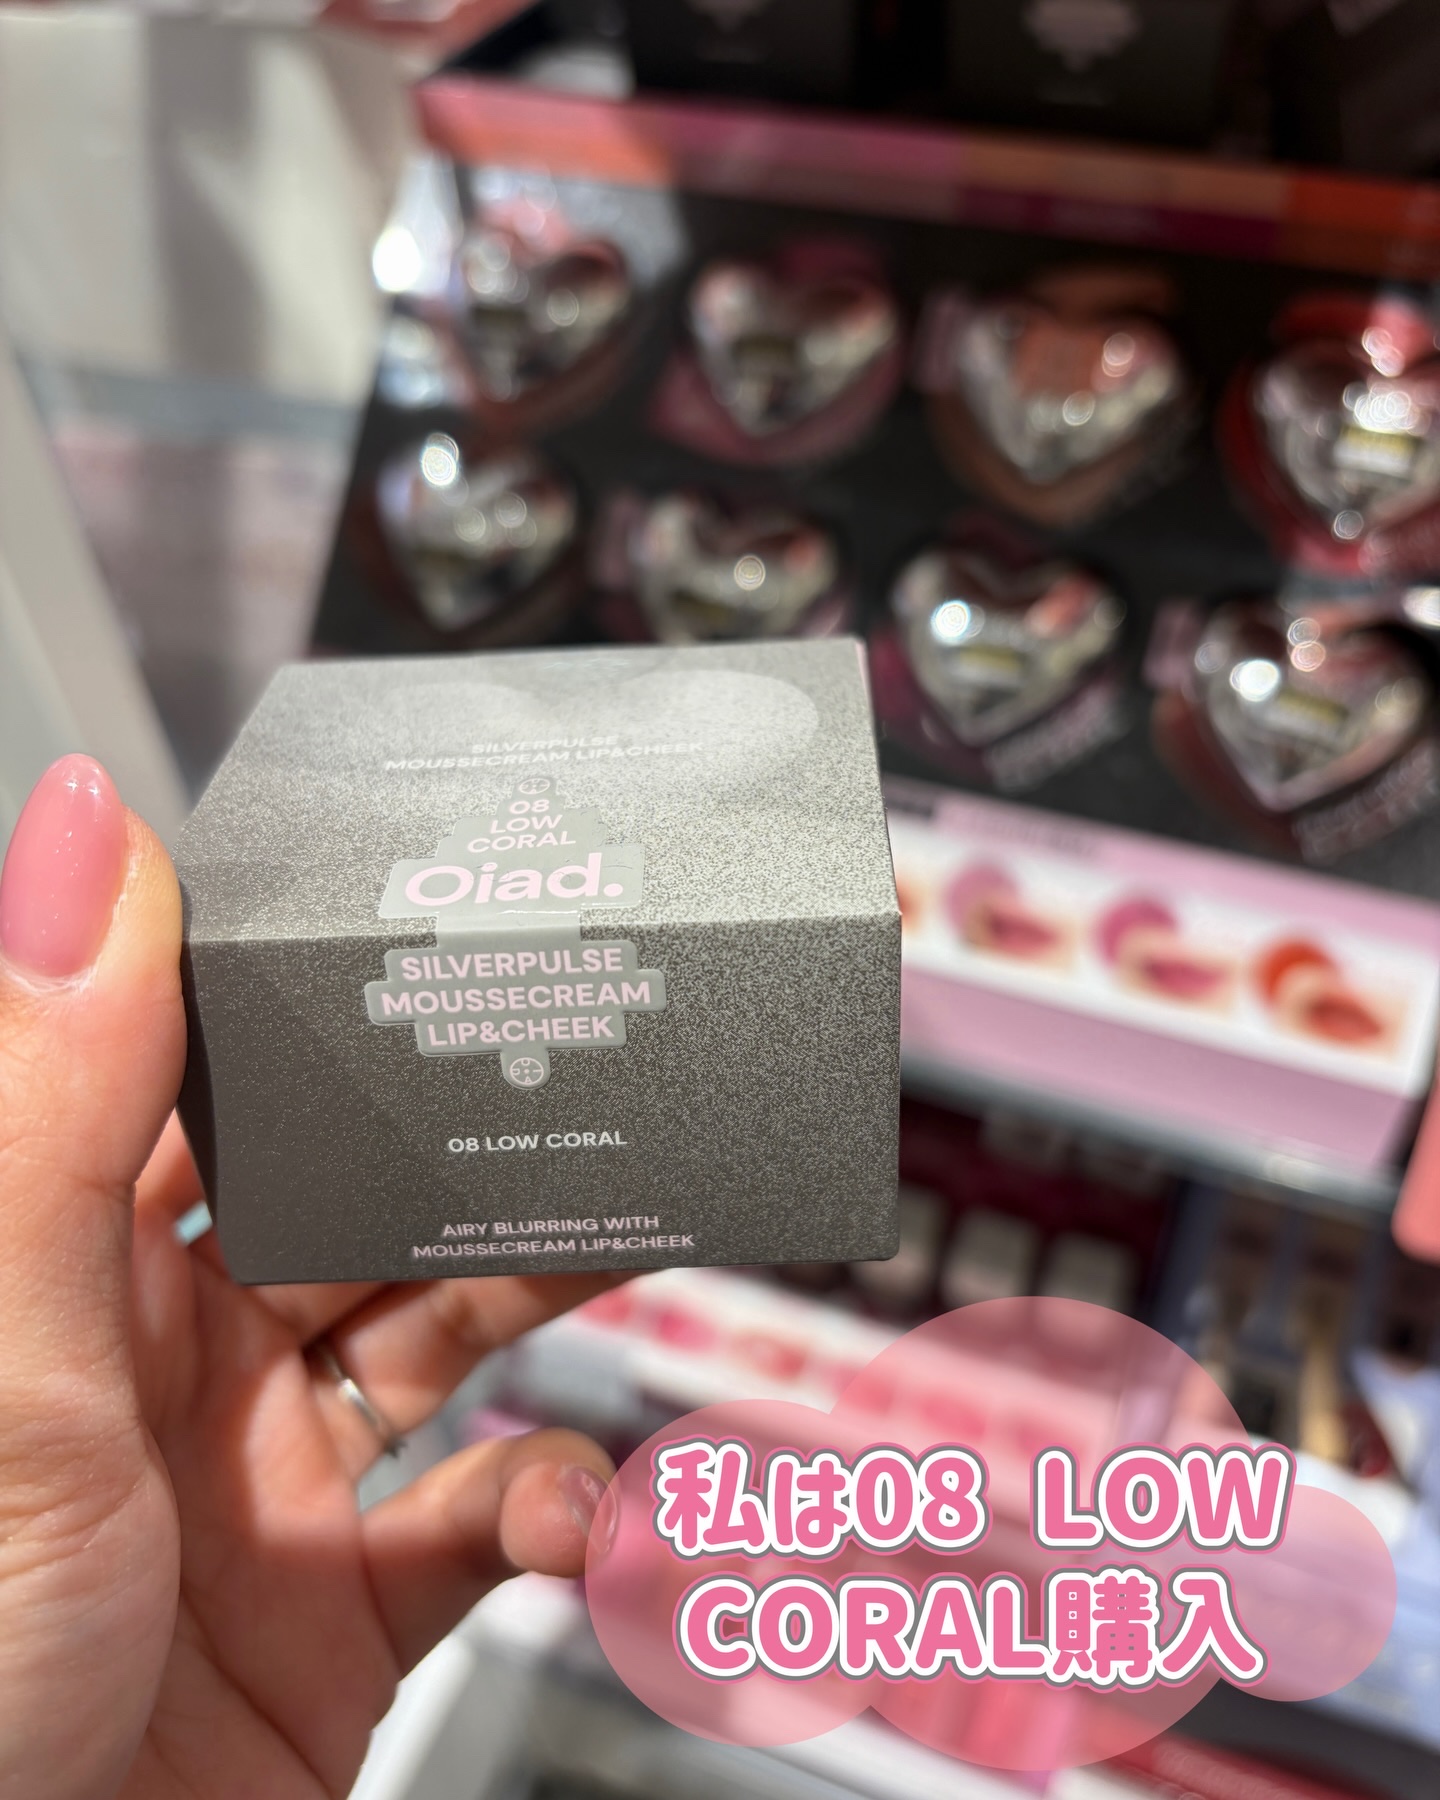 SILVERPULSE
MOUSSECREAM LIP&CHEEK
08
LOW
CORAL
Oiad.
SILVERPULSE
MOUSSECREAM
LIP&CHEEK
08 LOW CORAL
AIRY BLURRING WITH
MOUSSECREAM LIP&CHEEK
私は08 LOW
CORAL購入